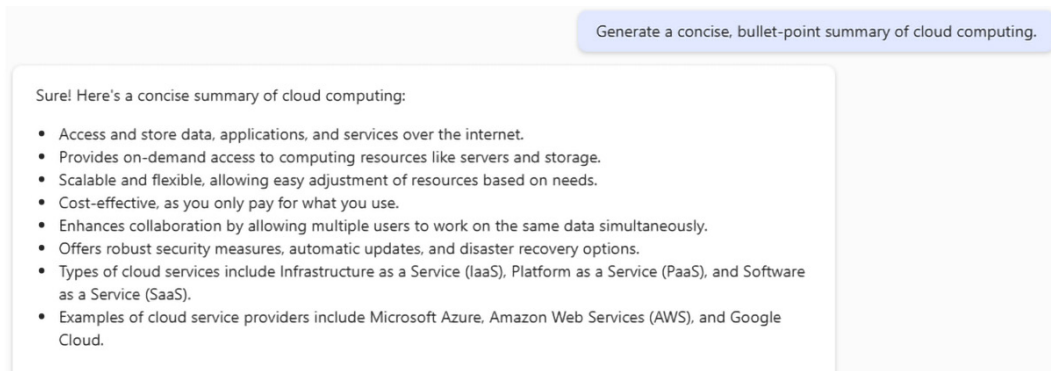 Generate a concise, bullet-point summary of cloud computing.
Sure! Here's a concise summary of cloud computing:
• Access and store data, applications, and services over the internet.
• Provides on-demand access to computing resources like servers and storage.
• Scalable and flexible, allowing easy adjustment of resources based on needs.
• Cost-effective, as you only pay for what you use.
• Enhances collaboration by allowing multiple users to work on the same data simultaneously.
• Offers robust security measures, automatic updates, and disaster recovery options.
• Types of cloud services include Infrastructure as a Service (IaaS), Platform as a Service (PaaS), and Software
as a Service (SaaS).
• Examples of cloud service providers include Microsoft Azure, Amazon Web Services (AWS), and Google
Cloud.